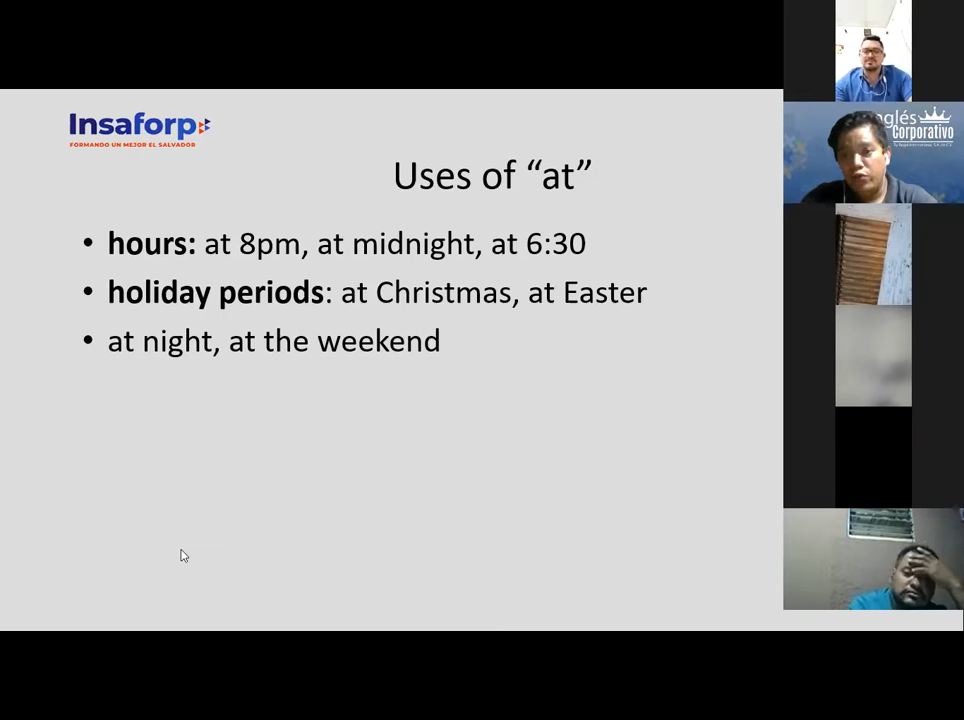 Insaforp
FORMANDO UN MEJOR EL SALVADOR
Uses of “at”
• hours: at 8pm, at midnight, at 6:30
• holiday periods: at Christmas, at Easter
• at night, at the weekend
nglés
Corporativo